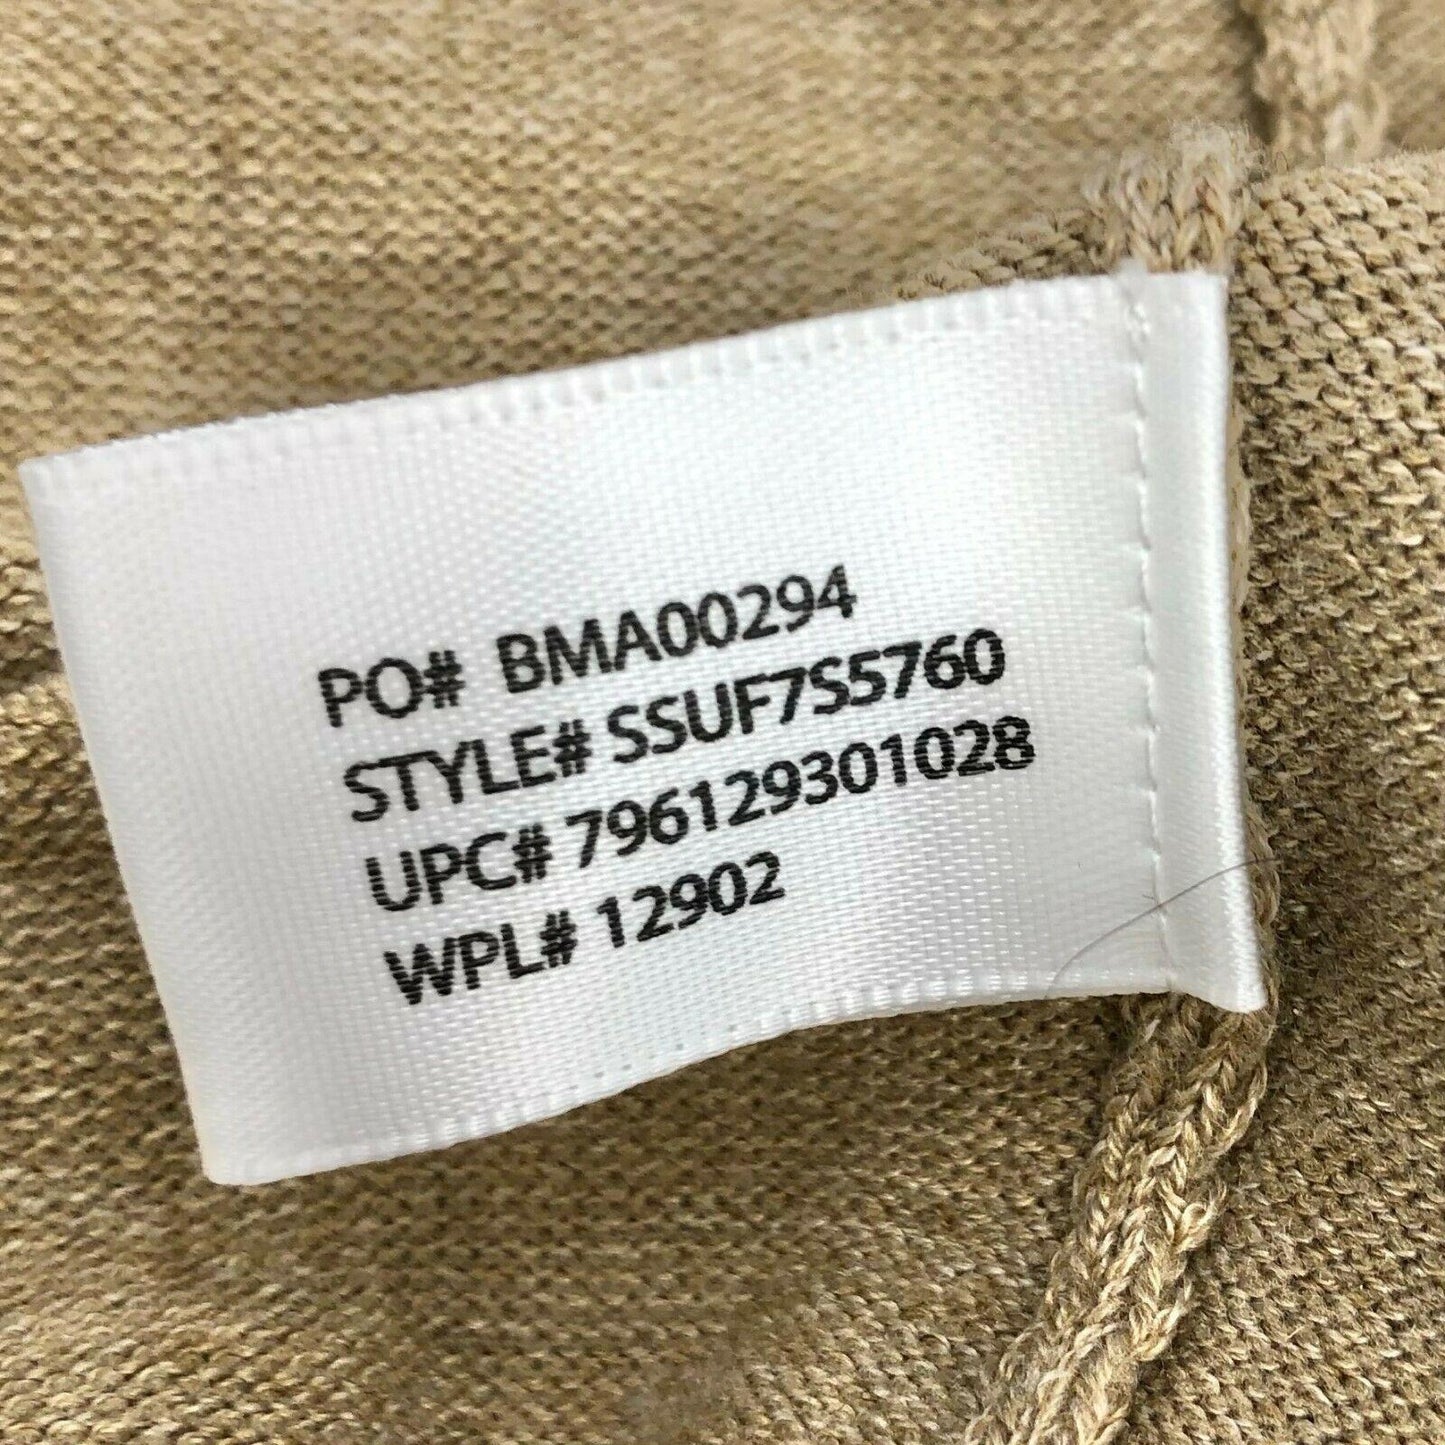 PO# BMA00294
STYLE# SSUF7S5760
UPC# 796129301028
WPL# 12902